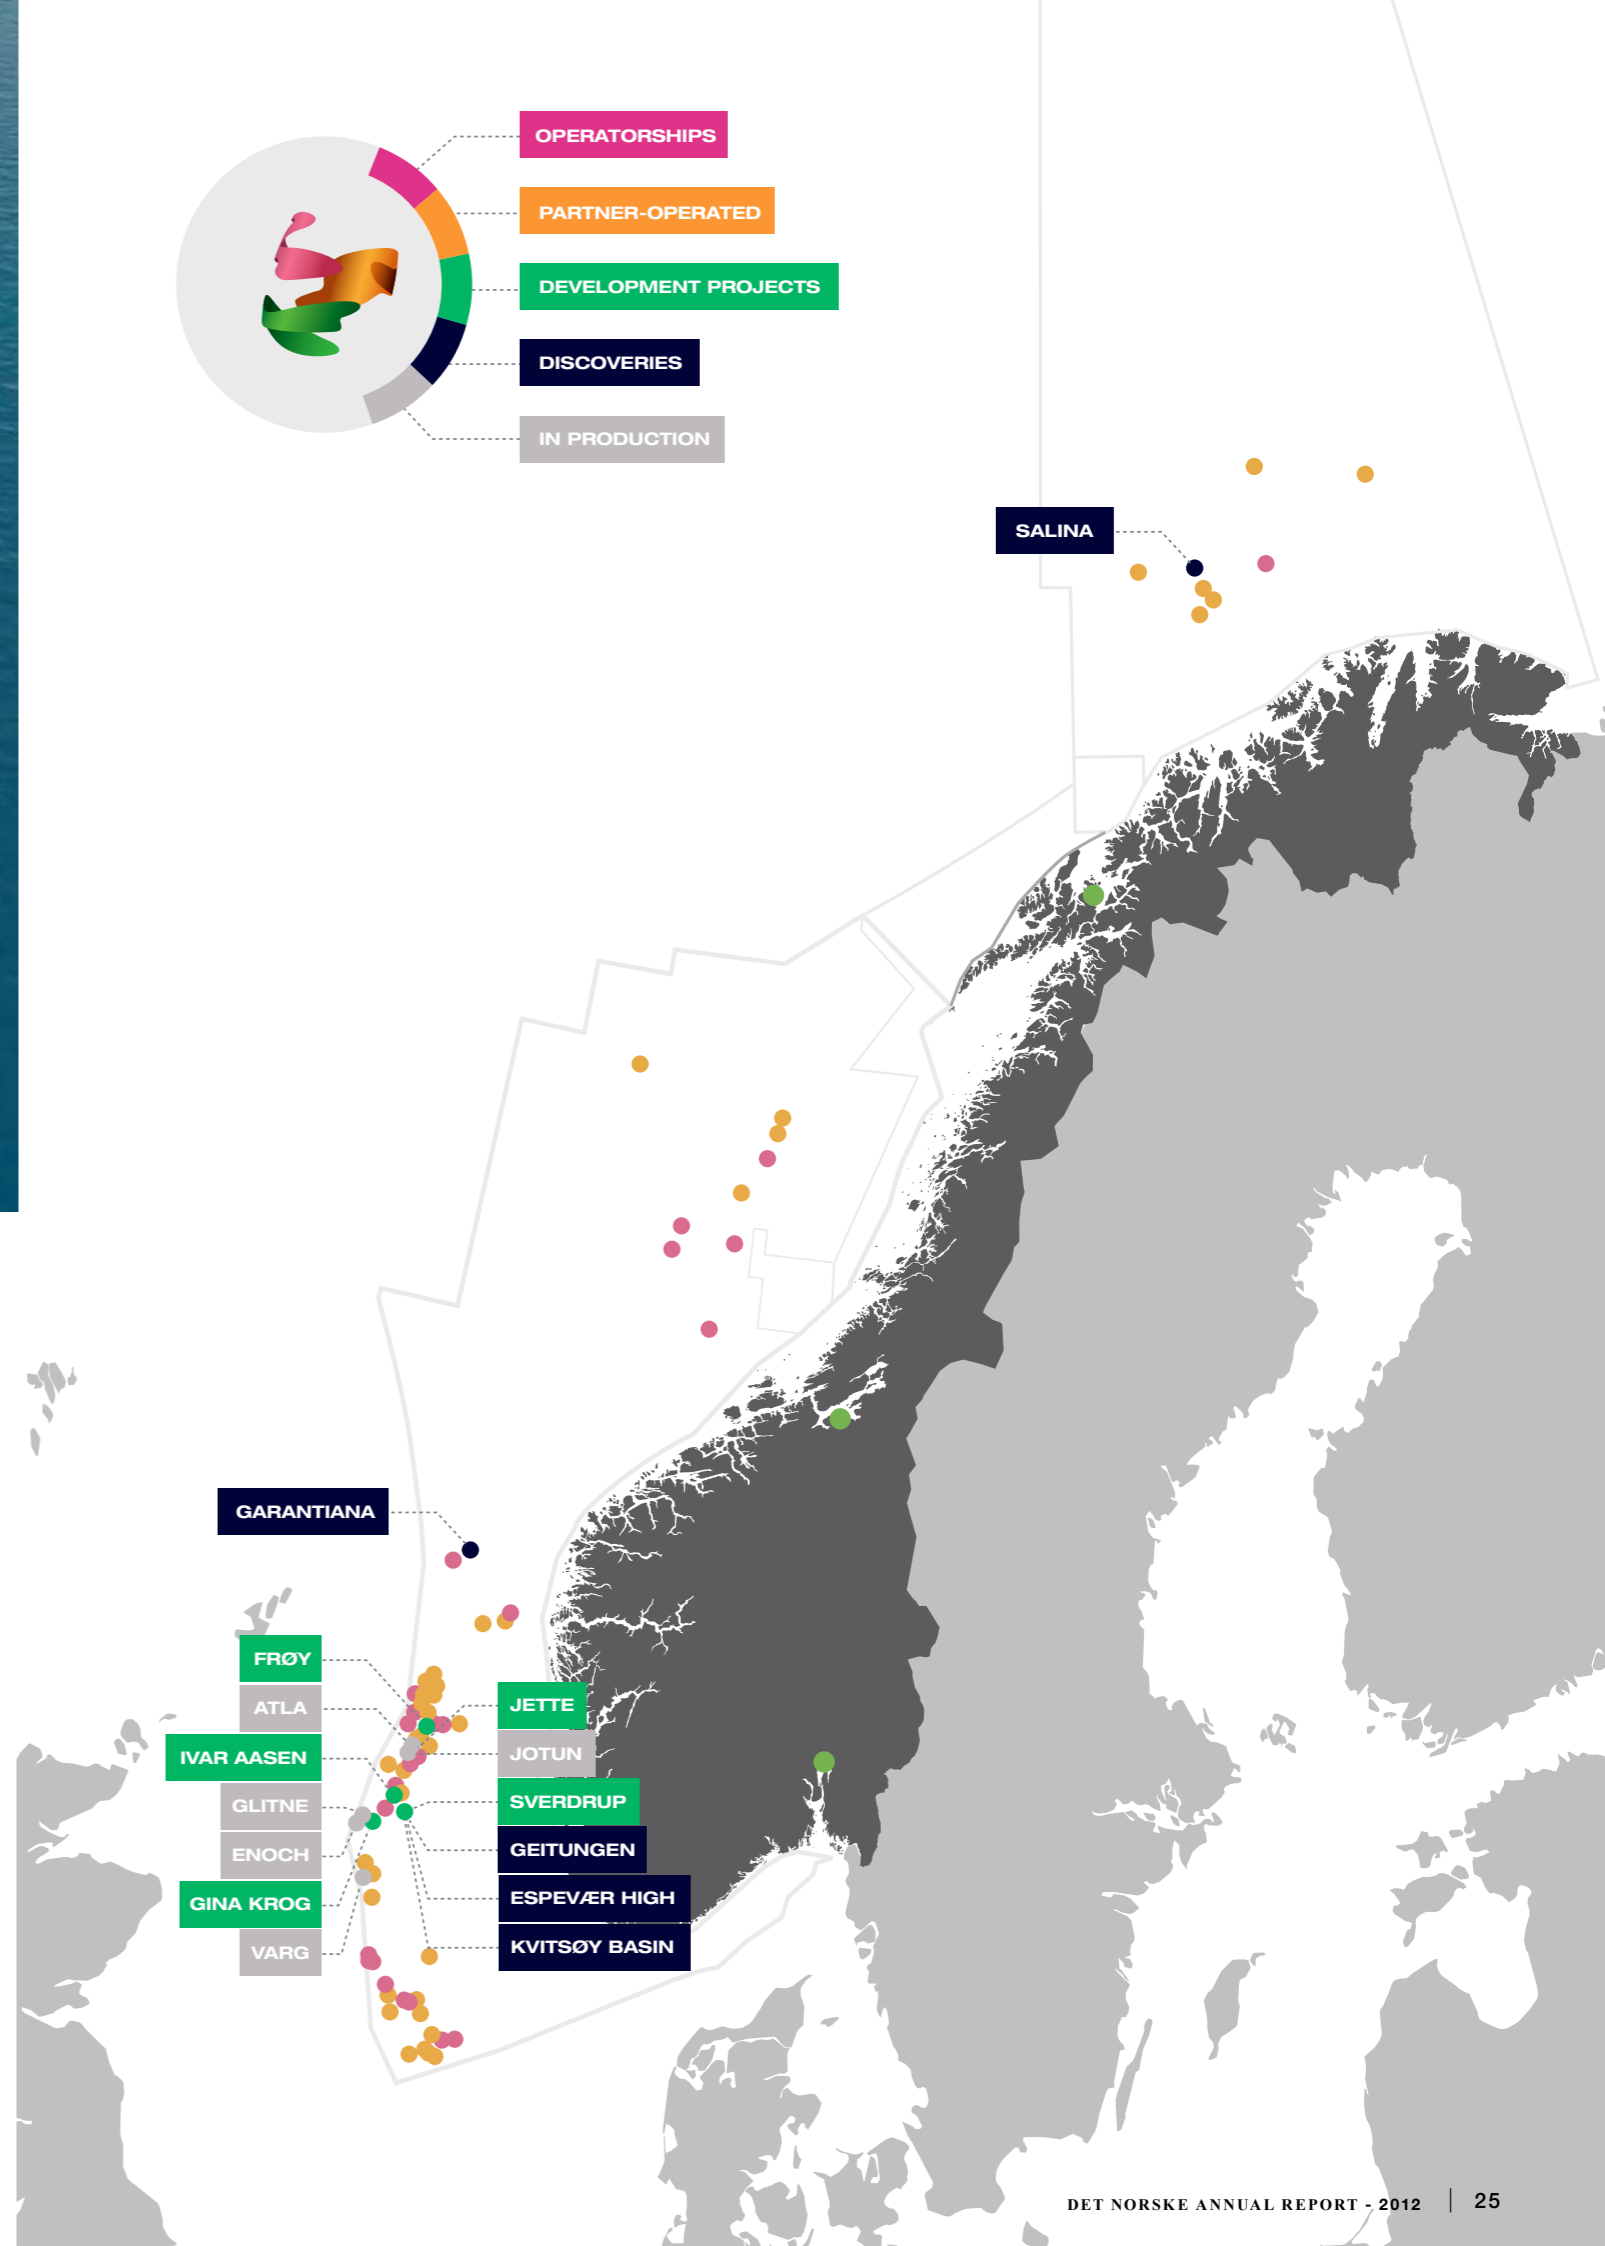 OPERATORSHIPS
PARTNER-OPERATED
DEVELOPMENT PROJECTS
DISCOVERIES
IN PRODUCTION
SALINA
GARANTIANA
FRØY
ATLA
IVAR AASEN
GLITNE
ENOCH
GINA KROG
VARG
JETTE
JOTUN
SVERDRUP
GEITUNGEN
ESPEVÆR HIGH
KVITSØY BASIN
DET NORSKE ANNUAL REPORT - 2012 | 25